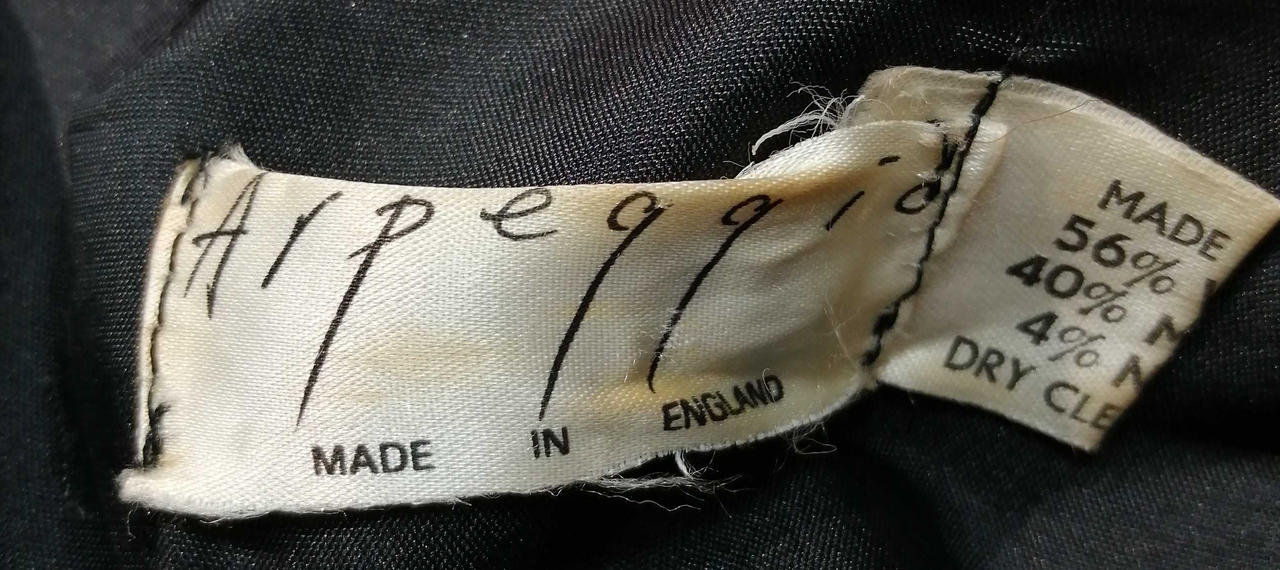 Arpeggio
MADE IN ENGLAND
MADE
56%
40%
4%
DRY CLE